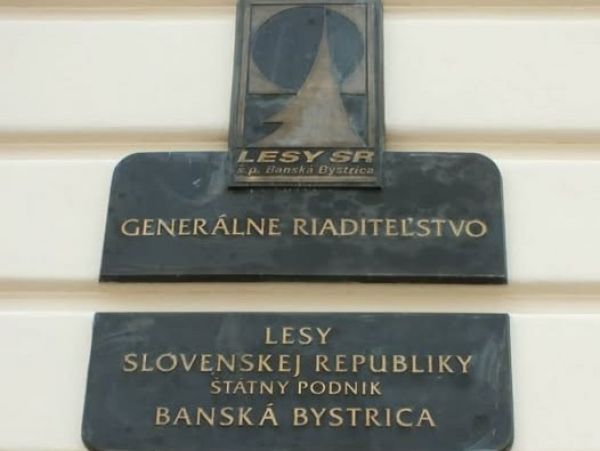 LESY SR
š.p. Banská Bystrica
GENERÁLNE RIADITEĽSTVO
LESY
SLOVENSKEJ REPUBLIKY
ŠTÁTNY PODNIK
BANSKÁ BYSTRICA